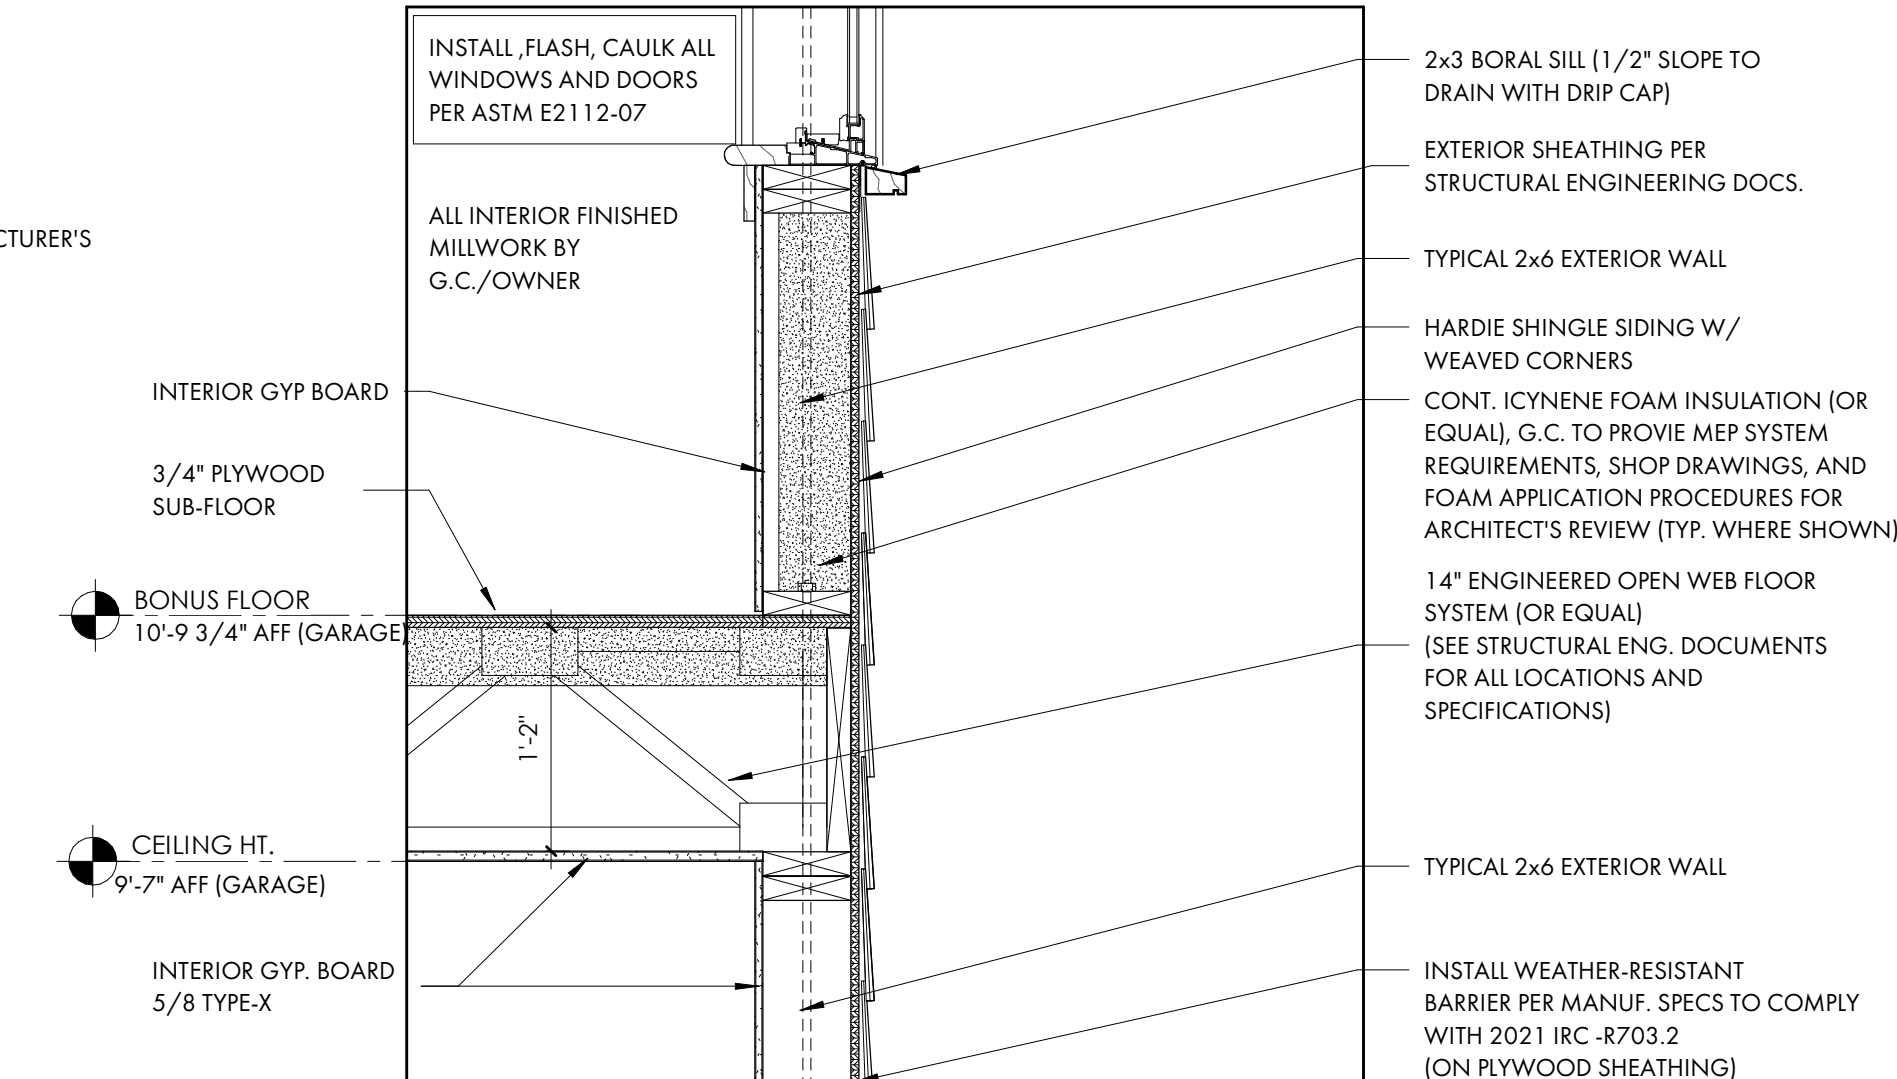 INSTALL ,FLASH, CAULK ALL
WINDOWS AND DOORS
PER ASTM E2112-07
ALL INTERIOR FINISHED
MILLWORK BY
G.C./OWNER
CTURER'S
INTERIOR GYP BOARD
3/4" PLYWOOD
SUB-FLOOR
BONUS FLOOR
10'-9 3/4" AFF (GARAGE)
1'-2"
CEILING HT.
9'-7" AFF (GARAGE)
INTERIOR GYP. BOARD
5/8 TYPE-X
2x3 BORAL SILL (1/2" SLOPE TO
DRAIN WITH DRIP CAP)
EXTERIOR SHEATHING PER
STRUCTURAL ENGINEERING DOCS.
TYPICAL 2x6 EXTERIOR WALL
HARDIE SHINGLE SIDING W/
WEAVED CORNERS
CONT. ICYNENE FOAM INSULATION (OR
EQUAL), G.C. TO PROVIE MEP SYSTEM
REQUIREMENTS, SHOP DRAWINGS, AND
FOAM APPLICATION PROCEDURES FOR
ARCHITECT'S REVIEW (TYP. WHERE SHOWN)
14" ENGINEERED OPEN WEB FLOOR
SYSTEM (OR EQUAL)
(SEE STRUCTURAL ENG. DOCUMENTS
FOR ALL LOCATIONS AND
SPECIFICATIONS)
TYPICAL 2x6 EXTERIOR WALL
INSTALL WEATHER-RESISTANT
BARRIER PER MANUF. SPECS TO COMPLY
WITH 2021 IRC -R703.2
(ON PLYWOOD SHEATHING)